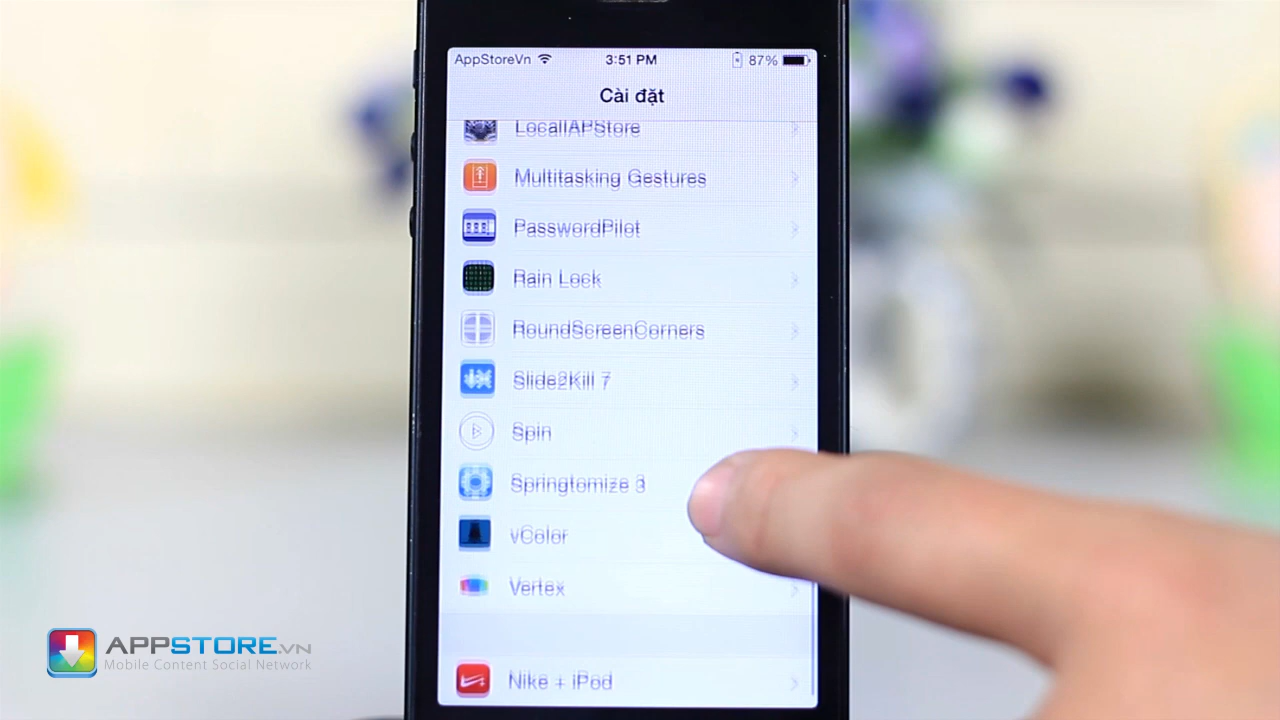 AppStoreVn 3:51 PM 87%
Cài đặt
LocalIAPStore
Multitasking Gestures
PasswordPilot
Rain Lock
RoundScreenCorners
Slide2Kill 7
Spin
Springtomize 3
vColor
Vertex
Nike + iPod
APPSTORE.VN
Mobile Content Social Network